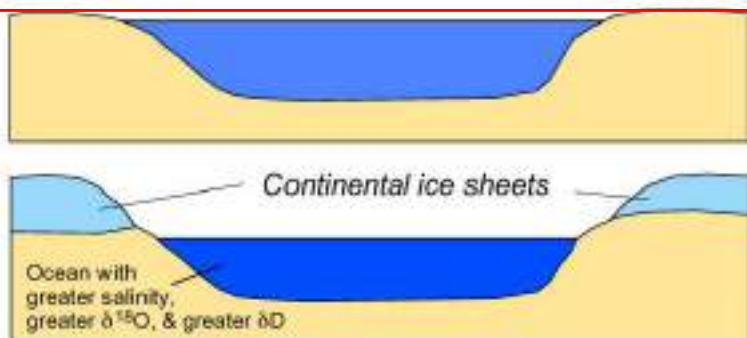 Continental ice sheets
Ocean with
greater salinity,
greater δ¹⁸O, & greater δD